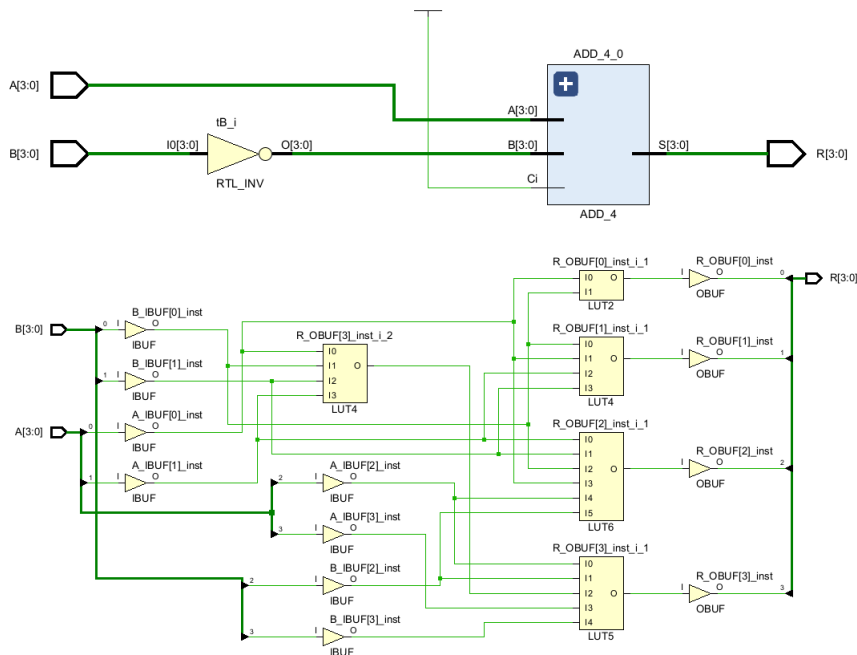 ADD_4_0
A[3:0]
A[3:0]
tB_i
B[3:0]
I0[3:0]
O[3:0]
B[3:0]
S[3:0]
R[3:0]
RTL_INV
Ci
ADD_4
R_OBUF[0]_inst_i_1
R_OBUF[0]_inst
I0
O
I
O
0
R[3:0]
I1
LUT2
OBUF
B_IBUF[0]_inst
B[3:0]
0
I
O
IBUF
R_OBUF[3]_inst_i_2
I0
I1
O
I2
I3
LUT4
R_OBUF[1]_inst_i_1
R_OBUF[1]_inst
I0
I1
O
I
O
1
I2
I3
LUT4
OBUF
B_IBUF[1]_inst
1
I
O
IBUF
A_IBUF[0]_inst
A[3:0]
0
I
O
IBUF
R_OBUF[2]_inst_i_1
R_OBUF[2]_inst
I0
I1
I2
O
I
O
2
I3
I4
I5
LUT6
OBUF
A_IBUF[1]_inst
1
I
O
IBUF
A_IBUF[2]_inst
2
I
O
IBUF
A_IBUF[3]_inst
3
I
O
IBUF
R_OBUF[3]_inst_i_1
R_OBUF[3]_inst
I0
I1
I2
O
I
O
3
I3
I4
LUT5
OBUF
B_IBUF[2]_inst
2
I
O
IBUF
B_IBUF[3]_inst
3
I
O
IBUF